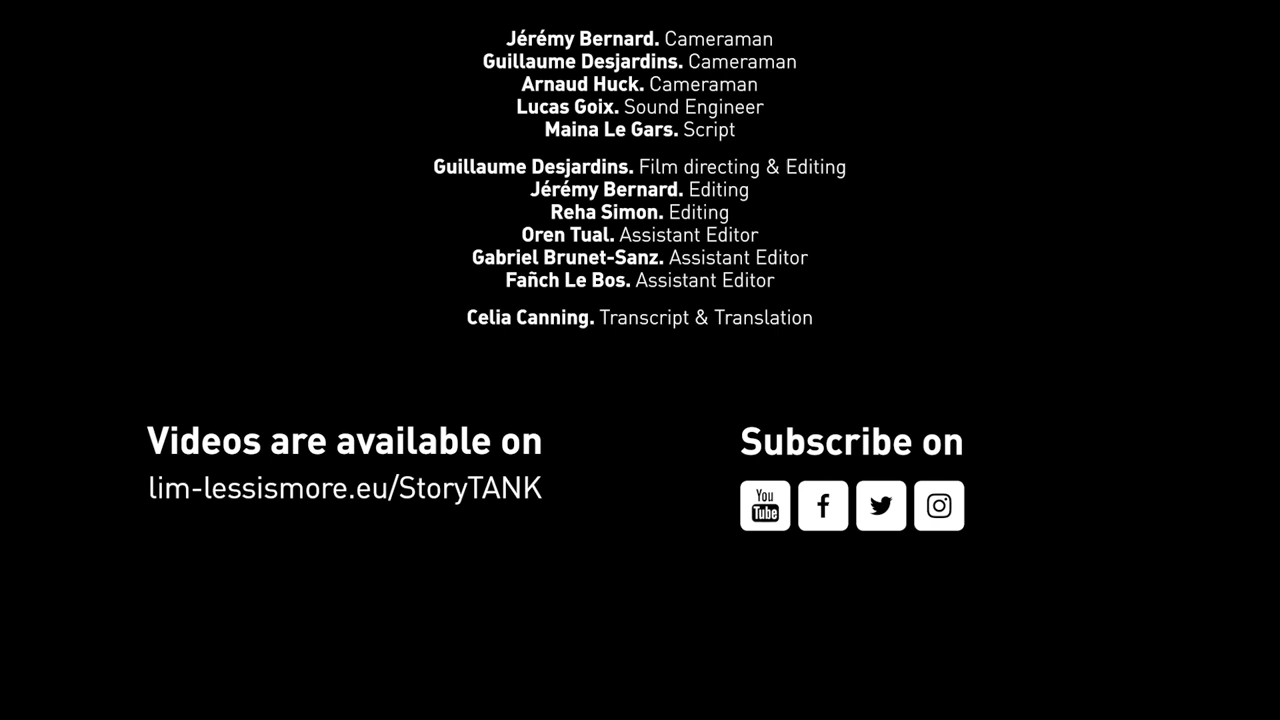 Jérémy Bernard. Cameraman
Guillaume Desjardins. Cameraman
Arnaud Huck. Cameraman
Lucas Goix. Sound Engineer
Maina Le Gars. Script
Guillaume Desjardins. Film directing & Editing
Jérémy Bernard. Editing
Reha Simon. Editing
Oren Tual. Assistant Editor
Gabriel Brunet-Sanz. Assistant Editor
Fañch Le Bos. Assistant Editor
Celia Canning. Transcript & Translation
Videos are available on
lim-lessismore.eu/StoryTANK
Subscribe on
You
Tube